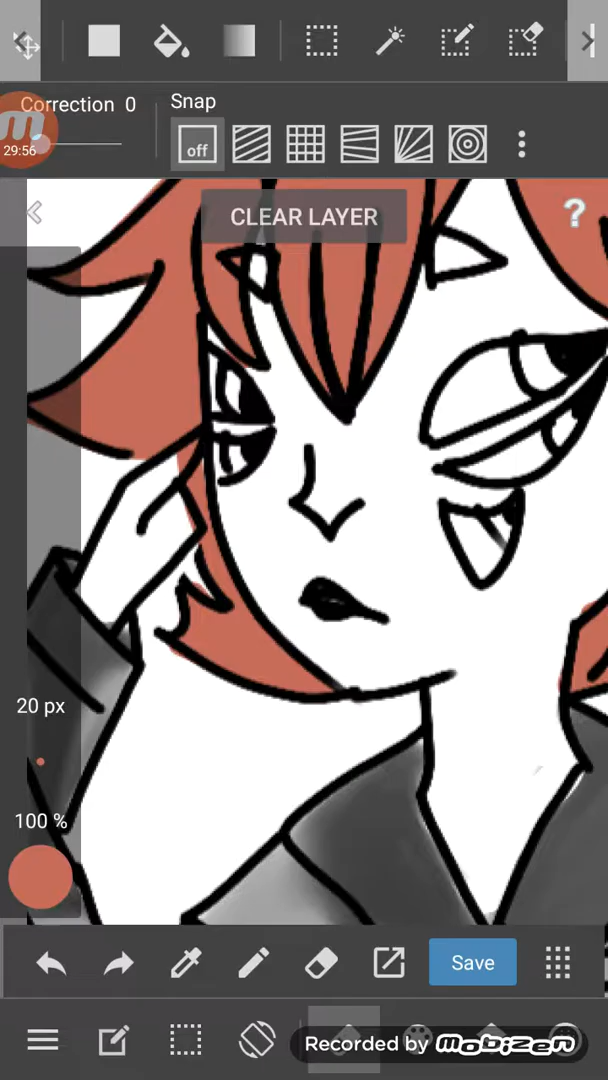 Correction 0
Snap
m
29:56
off
CLEAR LAYER
?
20 px
100 %
Save
Recorded by mobizen